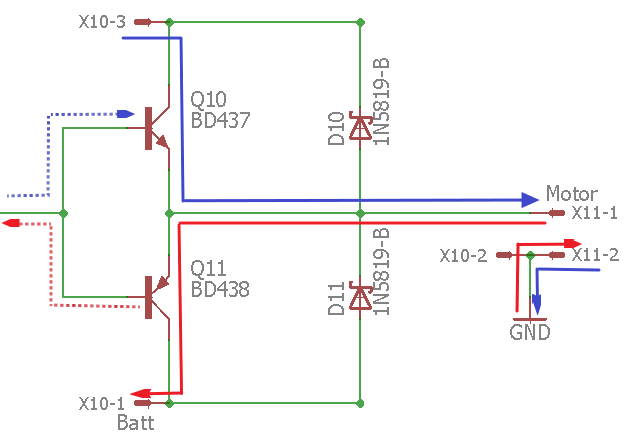 X10-3
Q10
BD437
D10
1N5819-B
Motor
X11-1
Q11
BD438
D11
1N5819-B
X10-2
X11-2
GND
X10-1
Batt